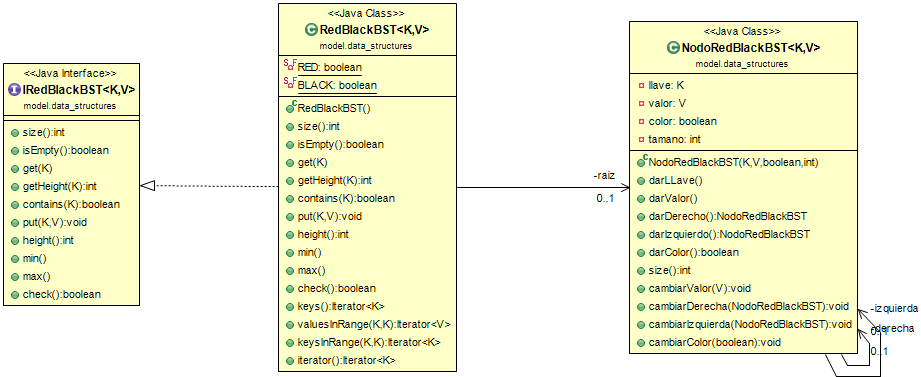 <<Java Interface>>
IRedBlackBST<K,V>
model.data_structures
size():int
isEmpty():boolean
get(K)
getHeight(K):int
contains(K):boolean
put(K,V):void
height():int
min()
max()
check():boolean
<<Java Class>>
RedBlackBST<K,V>
model.data_structures
RED: boolean
BLACK: boolean
RedBlackBST()
size():int
isEmpty():boolean
get(K)
getHeight(K):int
contains(K):boolean
put(K,V):void
height():int
min()
max()
check():boolean
keys():Iterator<K>
valuesInRange(K,K):Iterator<V>
keysInRange(K,K):Iterator<K>
iterator():Iterator<K>
-raiz
0..1
<<Java Class>>
NodoRedBlackBST<K,V>
model.data_structures
llave: K
valor: V
color: boolean
tamano: int
NodoRedBlackBST(K,V,boolean,int)
darLLave()
darValor()
darDerecho():NodoRedBlackBST
darIzquierdo():NodoRedBlackBST
darColor():boolean
size():int
cambiarValor(V):void
cambiarDerecha(NodoRedBlackBST):void
cambiarIzquierda(NodoRedBlackBST):void
cambiarColor(boolean):void
-izquierda
-derecha
0..1
0..1